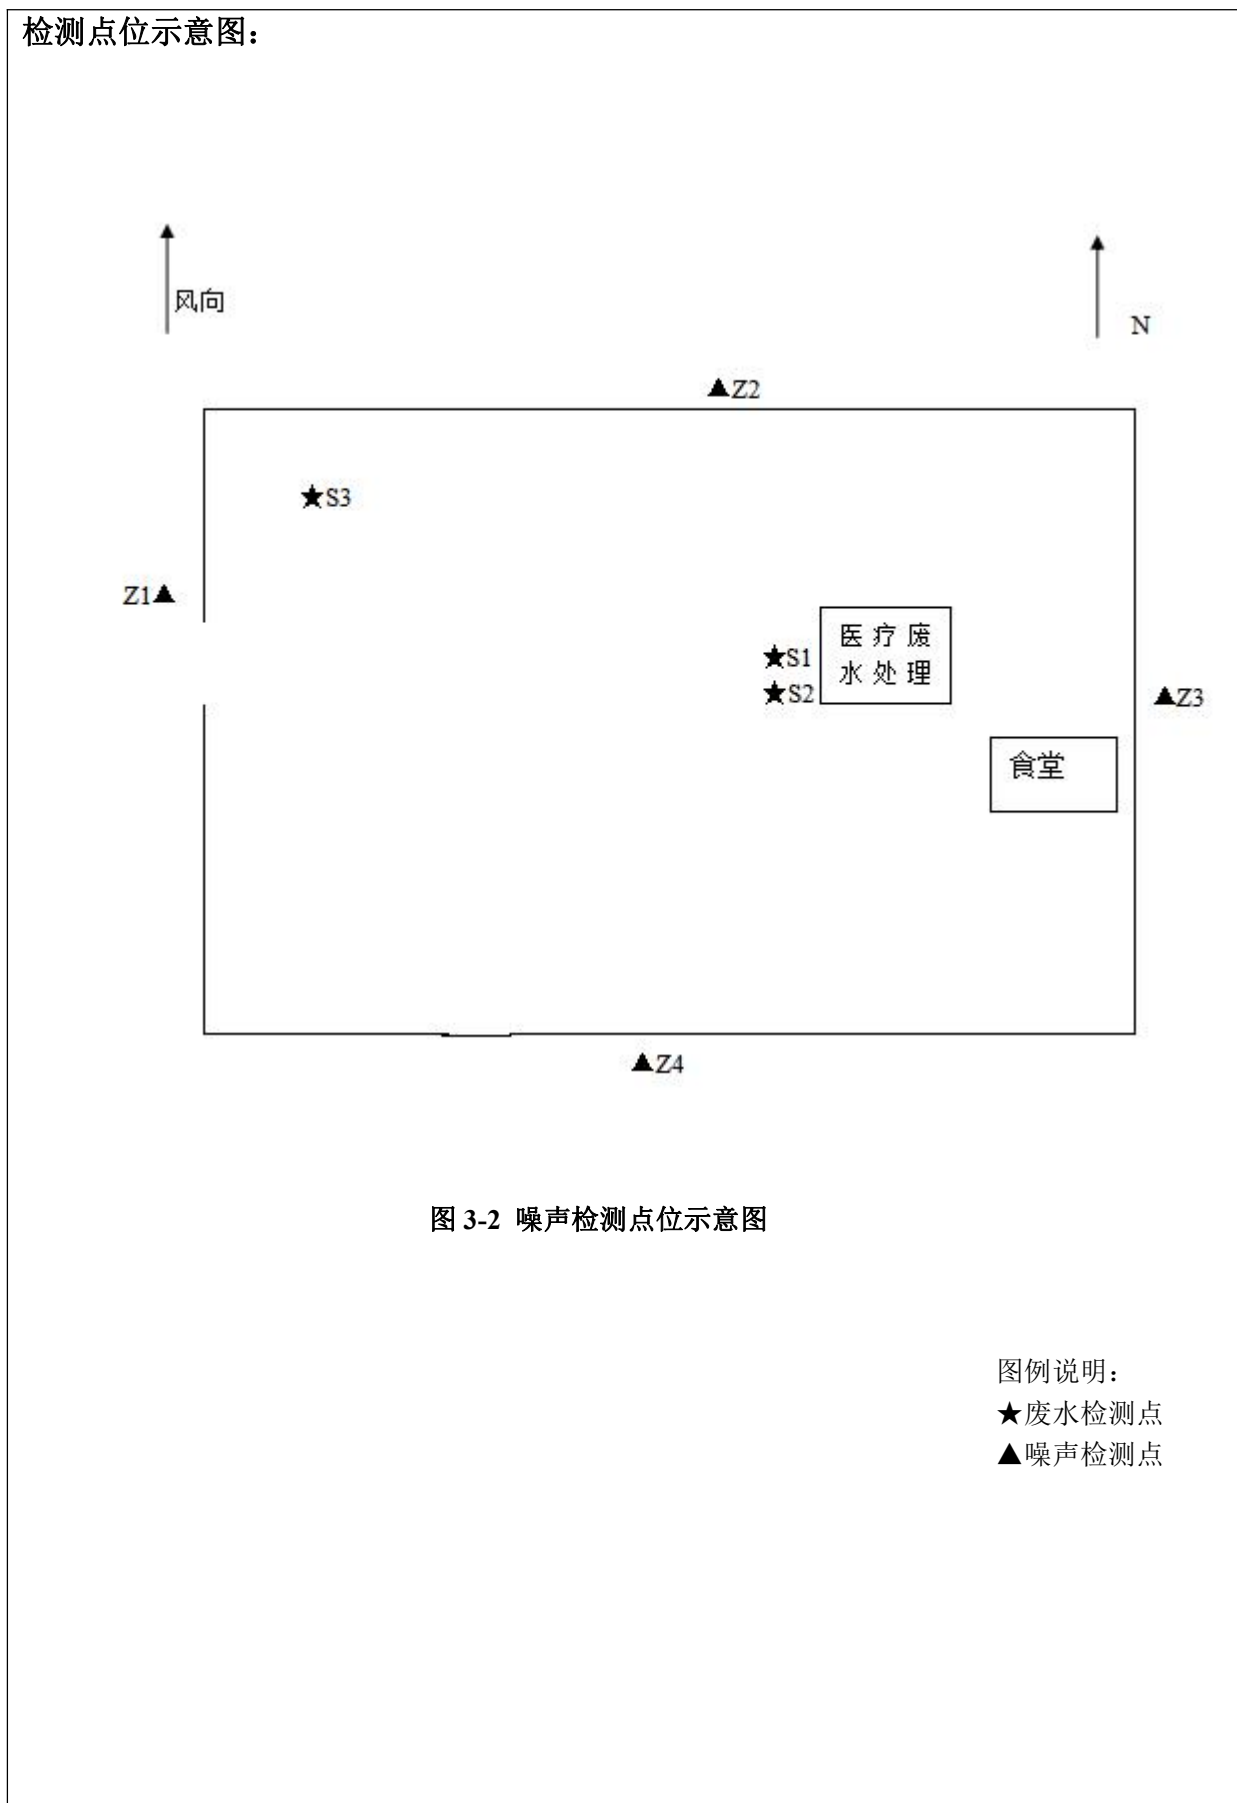 检测点位示意图：
风向
N
▲Z2
★S3
Z1▲
医疗废
水处理
★S1
★S2
▲Z3
食堂
▲Z4
图 3-2 噪声检测点位示意图
图例说明：
★废水检测点
▲噪声检测点